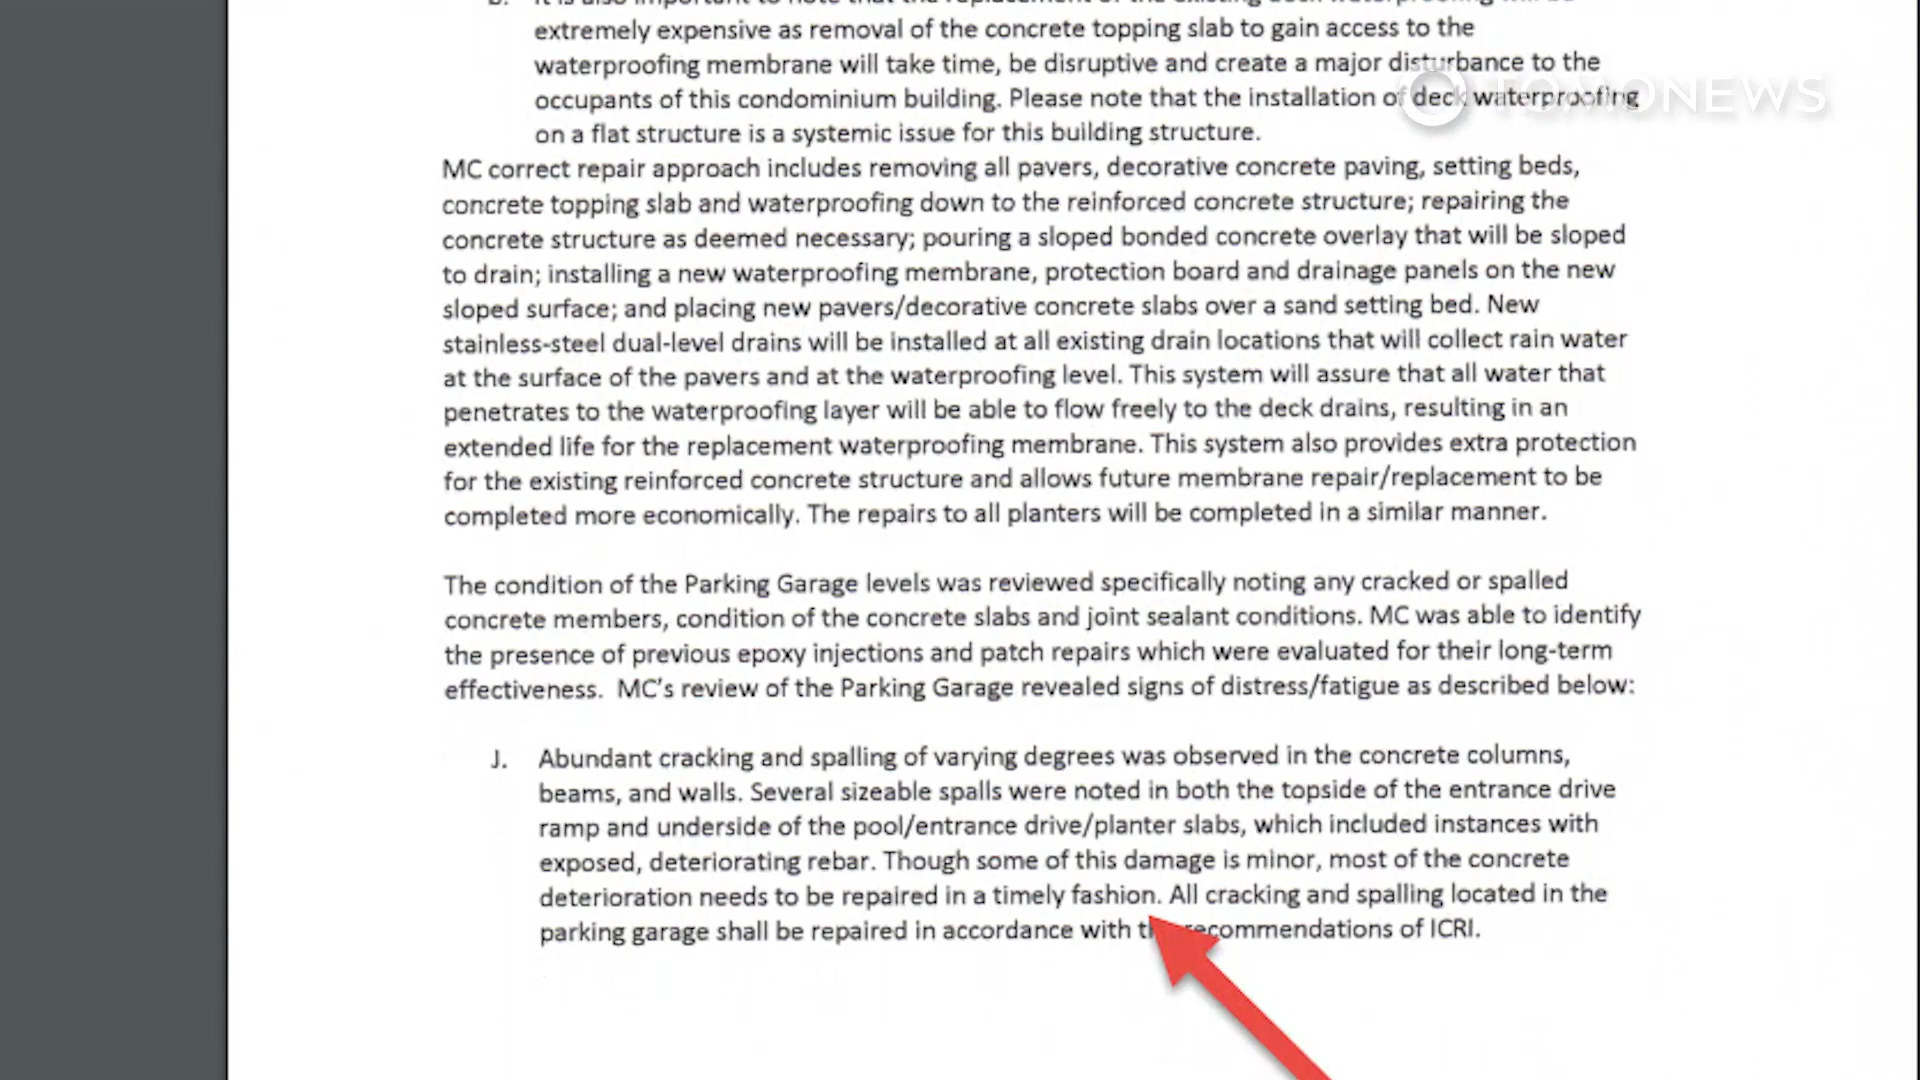 extremely expensive as removal of the concrete topping slab to gain access to the
waterproofing membrane will take time, be disruptive and create a major disturbance to the
occupants of this condominium building. Please note that the installation of deck waterproofing
TOMONEWS
on a flat structure is a systemic issue for this building structure.
MC correct repair approach includes removing all pavers, decorative concrete paving, setting beds,
concrete topping slab and waterproofing down to the reinforced concrete structure; repairing the
concrete structure as deemed necessary; pouring a sloped bonded concrete overlay that will be sloped
to drain; installing a new waterproofing membrane, protection board and drainage panels on the new
sloped surface; and placing new pavers/decorative concrete slabs over a sand setting bed. New
stainless-steel dual-level drains will be installed at all existing drain locations that will collect rain water
at the surface of the pavers and at the waterproofing level. This system will assure that all water that
penetrates to the waterproofing layer will be able to flow freely to the deck drains, resulting in an
extended life for the replacement waterproofing membrane. This system also provides extra protection
for the existing reinforced concrete structure and allows future membrane repair/replacement to be
completed more economically. The repairs to all planters will be completed in a similar manner.
The condition of the Parking Garage levels was reviewed specifically noting any cracked or spalled
concrete members, condition of the concrete slabs and joint sealant conditions. MC was able to identify
the presence of previous epoxy injections and patch repairs which were evaluated for their long-term
effectiveness. MC's review of the Parking Garage revealed signs of distress/fatigue as described below:
J. Abundant cracking and spalling of varying degrees was observed in the concrete columns,
beams, and walls. Several sizeable spalls were noted in both the topside of the entrance drive
ramp and underside of the pool/entrance drive/planter slabs, which included instances with
exposed, deteriorating rebar. Though some of this damage is minor, most of the concrete
deterioration needs to be repaired in a timely fashion. All cracking and spalling located in the
parking garage shall be repaired in accordance with recommendations of ICRI.